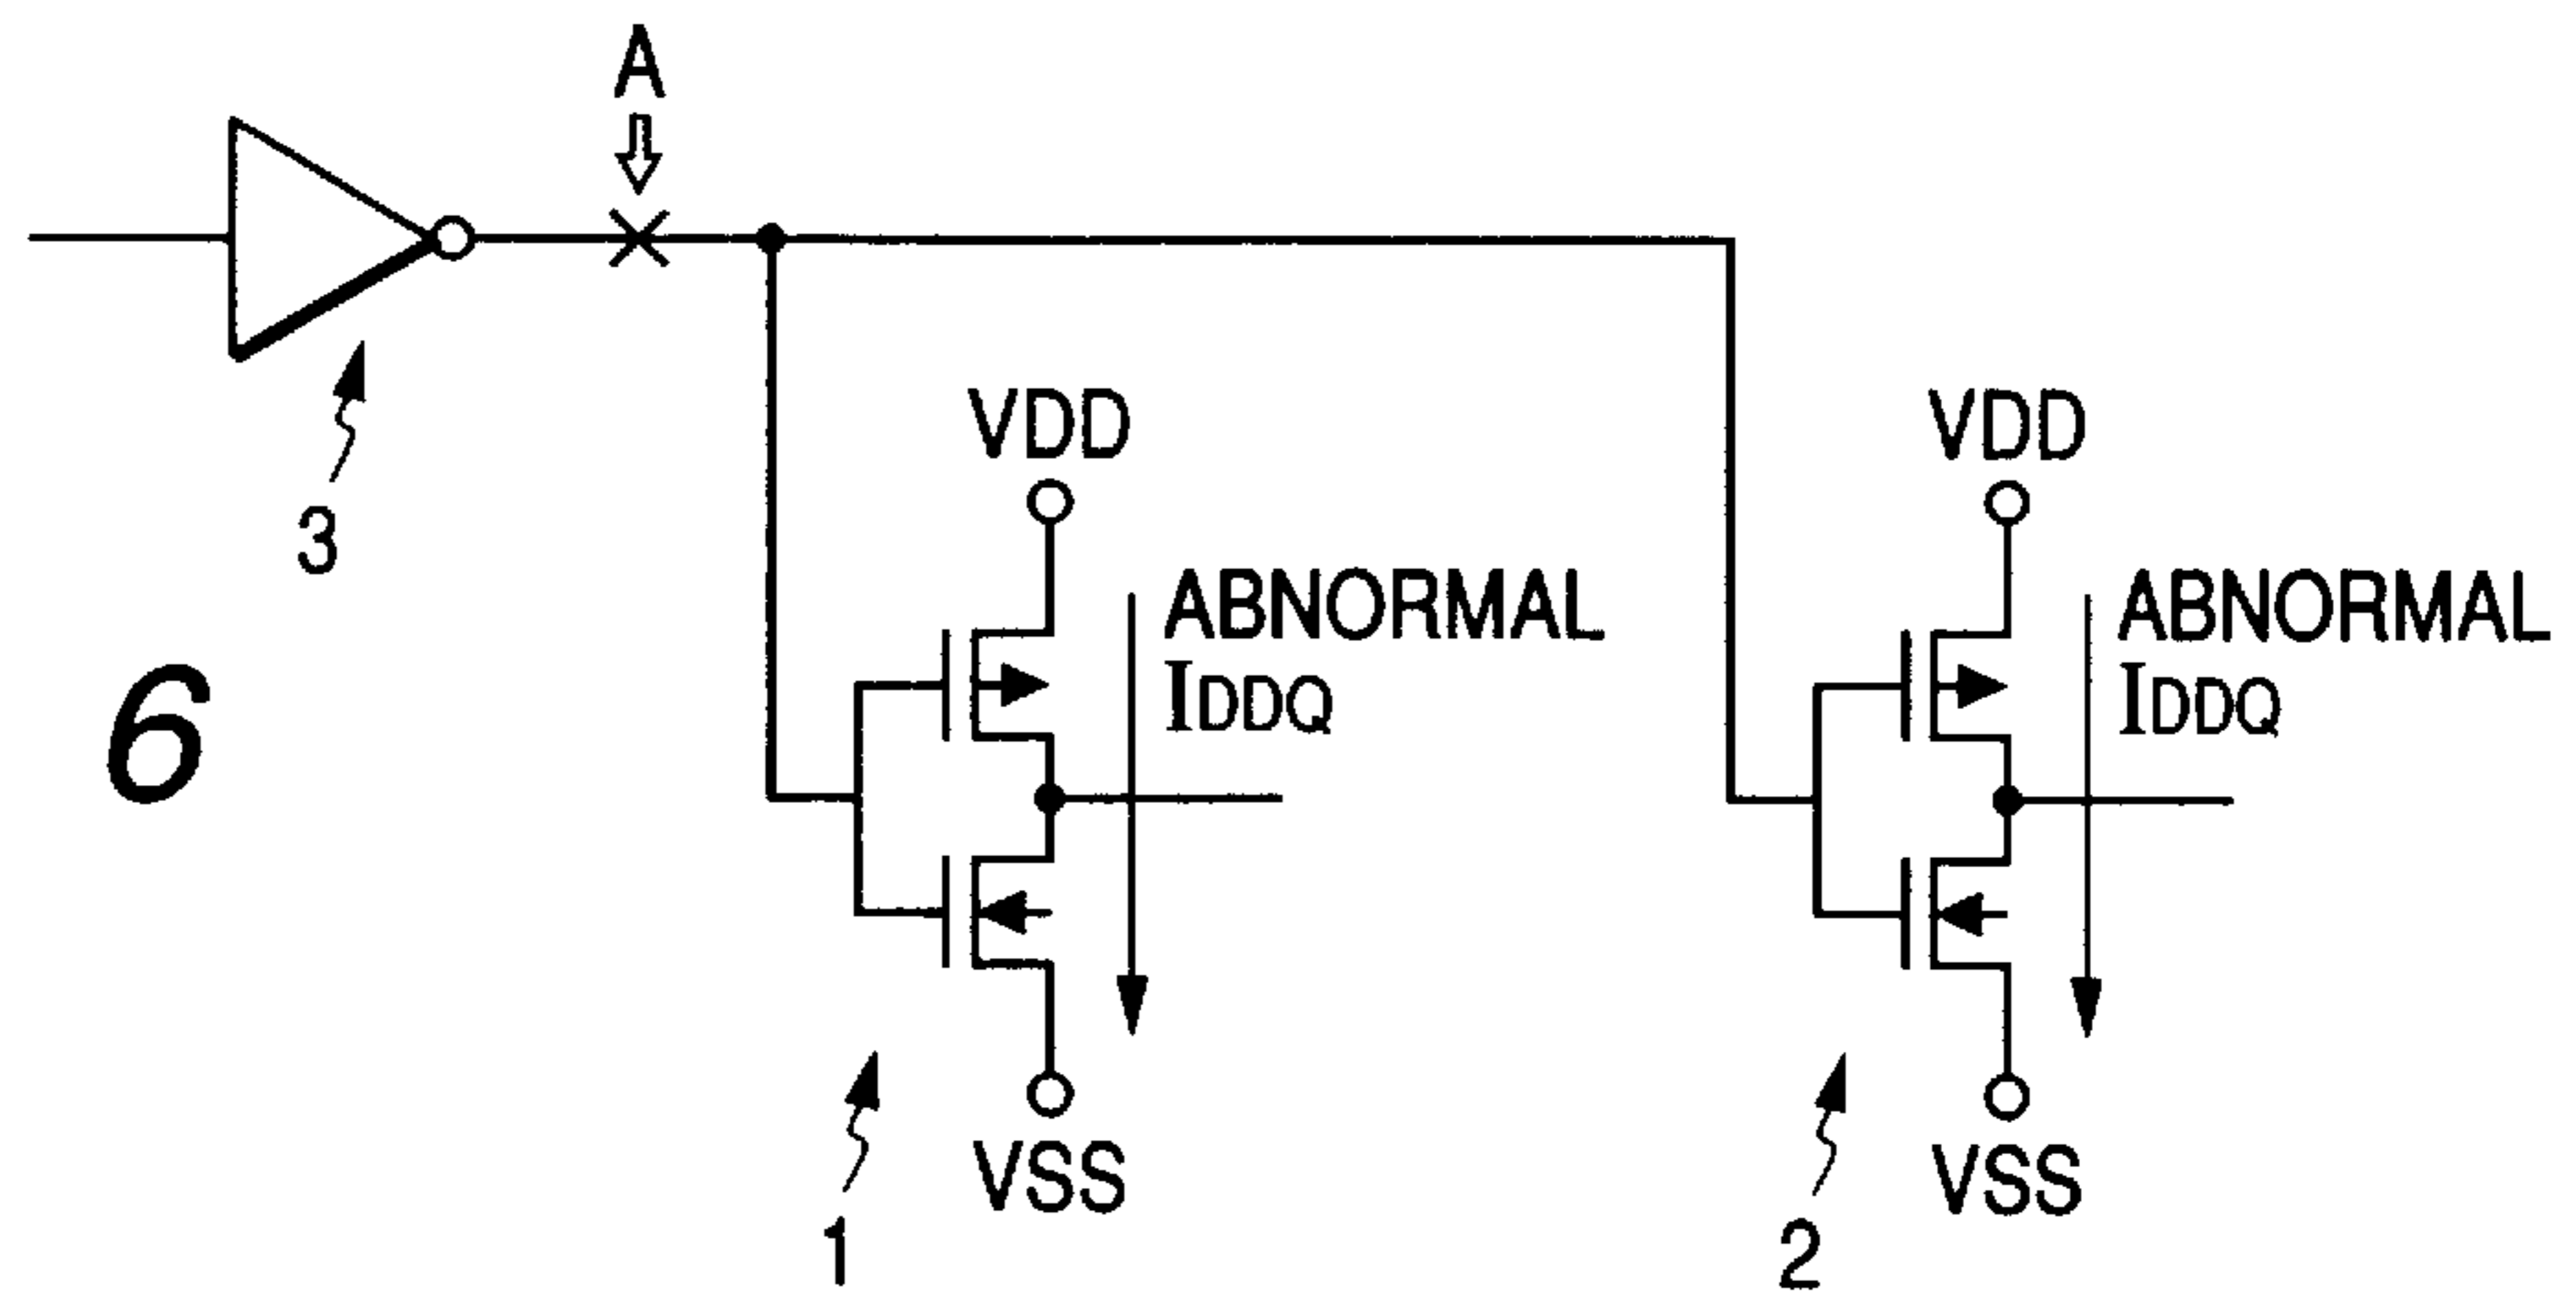 A
3
6
VDD
ABNORMAL
IDDQ
VSS
1
VDD
ABNORMAL
IDDQ
VSS
2